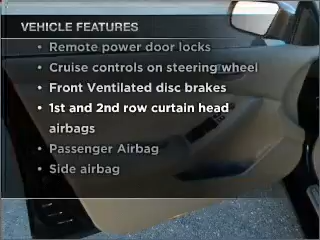 VEHICLE FEATURES
• Remote power door locks
• Cruise controls on steering wheel
• Front Ventilated disc brakes
• 1st and 2nd row curtain head
airbags
• Passenger Airbag
• Side airbag